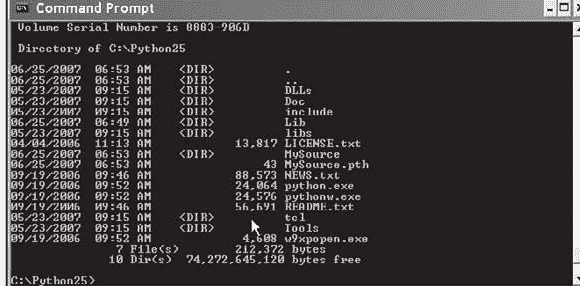 Command Prompt
Volume Serial Number is 8883 906D
Directory of C:\Python25
06/25/2007 06:53 AM <DIR> .
06/25/2007 06:53 AM <DIR> ..
05/23/2007 09:15 AM <DIR> DLLs
05/23/2007 09:15 AM <DIR> Doc
05/23/2007 09:15 AM <DIR> include
06/25/2007 06:49 AM <DIR> Lib
05/23/2007 09:15 AM <DIR> libs
04/04/2006 11:13 AM 13,817 LICENSE.txt
06/25/2007 06:53 AM <DIR> MySource
06/25/2007 06:53 AM 43 MySource.pth
09/19/2006 09:46 AM 88,573 NEWS.txt
09/19/2006 09:52 AM 24,064 python.exe
09/19/2006 09:52 AM 24,576 pythonw.exe
09/19/2006 09:46 AM 56,691 README.txt
05/23/2007 09:15 AM <DIR> tcl
05/23/2007 09:15 AM <DIR> Tools
09/19/2006 09:52 AM 4,608 w9xpopen.exe
7 File(s) 212,372 bytes
10 Dir(s) 74,272,645,120 bytes free
C:\Python25>